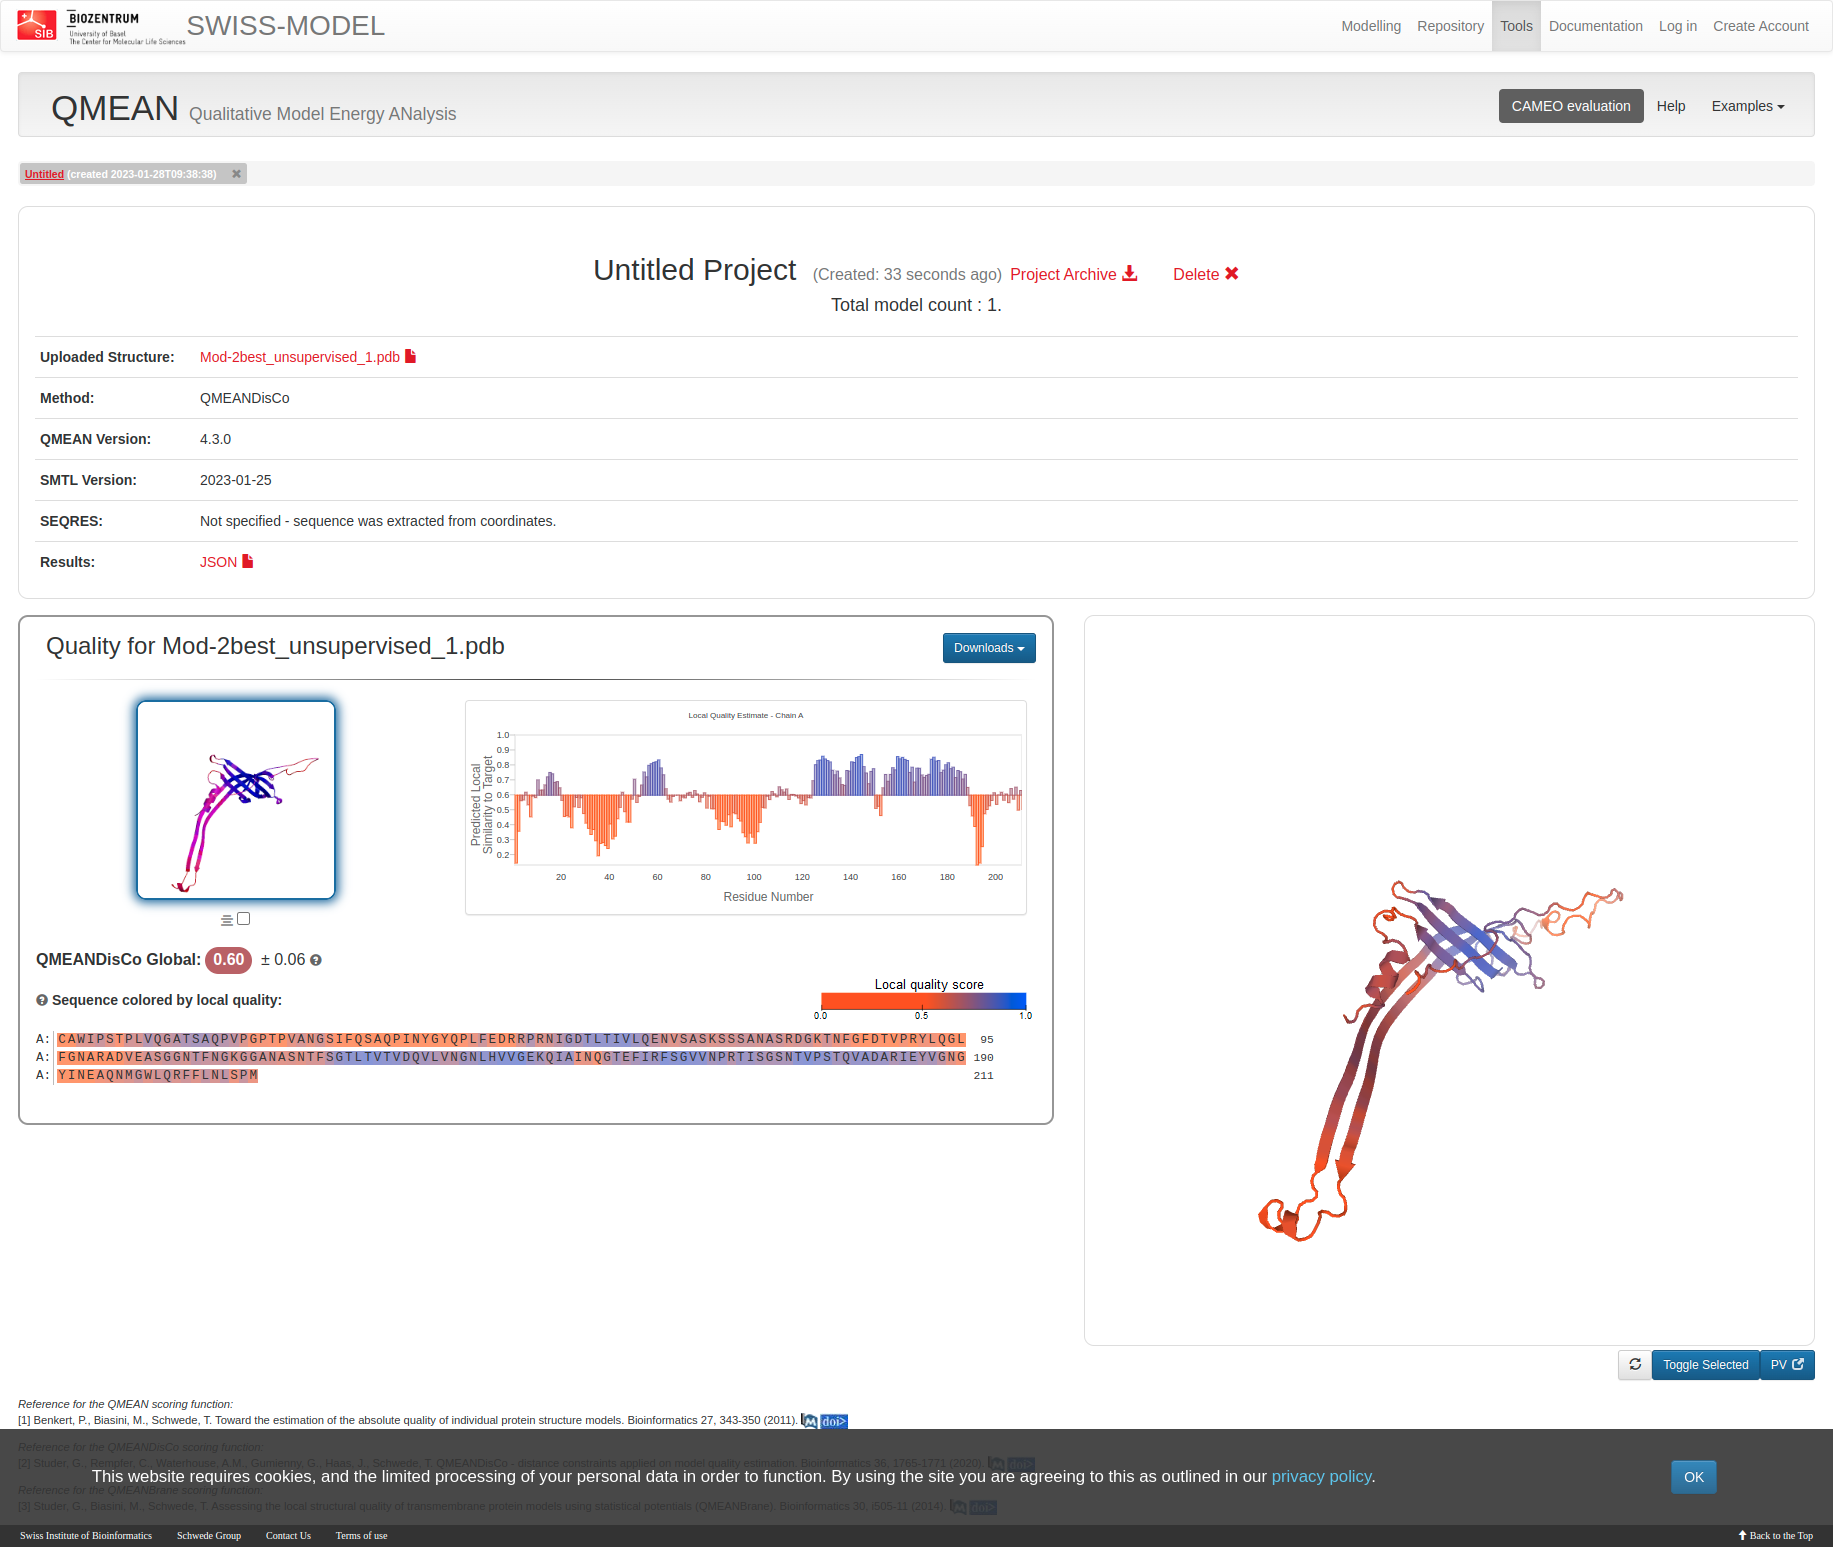 SIB
BIOZENTRUM
University of Basel
The Center for Molecular Life Sciences
SWISS-MODEL
Modelling Repository Tools Documentation Log in Create Account
QMEAN Qualitative Model Energy ANalysis
CAMEO evaluation Help Examples
Untitled (created 2023-01-28T09:38:38)
Untitled Project (Created: 33 seconds ago) Project Archive Delete
Total model count : 1.
Uploaded Structure: Mod-2best_unsupervised_1.pdb
Method: QMEANDisCo
QMEAN Version: 4.3.0
SMTL Version: 2023-01-25
SEQRES: Not specified - sequence was extracted from coordinates.
Results: JSON
Quality for Mod-2best_unsupervised_1.pdb
Downloads
Local Quality Estimate - Chain A
Predicted Local
Similarity to Target
1.0
0.9
0.8
0.7
0.6
0.5
0.4
0.3
0.2
20 40 60 80 100 120 140 160 180 200
Residue Number
QMEANDisCo Global: 0.60 ± 0.06
Sequence colored by local quality:
Local quality score
0.0 0.5 1.0
A: CAWIPSTPLVQGATSAQPVPGPTPVANGSIFQSAQPINYGYQPLFEDRRPRNIGDTLTIVLQENVSASKSSSANASRDGKTNFGFDTVPRYLQGL 95
A: FGNARADVEASGGNTFNGKGGANASNTFSGTLTVTVDQVLVNGNLHVVGEKQIAINQGTEFIRFSGVVNPRTISGSNTVPSTQVADARIEYVGNG 190
A: YINEAQNMGWLQRFFLNLSPM 211
Toggle Selected
PV
Reference for the QMEAN scoring function:
[1] Benkert, P., Biasini, M., Schwede, T. Toward the estimation of the absolute quality of individual protein structure models. Bioinformatics 27, 343-350 (2011). M doi>
Reference for the QMEANDisCo scoring function:
[2] Studer, G., Rempfer, C., Waterhouse, A.M., Gumienny, G., Haas, J., Schwede, T. QMEANDisCo - distance constraints applied on model quality estimation. Bioinformatics 36, 1765-1771 (2020). M doi>
This website requires cookies, and the limited processing of your personal data in order to function. By using the site you are agreeing to this as outlined in our privacy policy.
OK
Reference for the QMEANBrane scoring function:
[3] Studer, G., Biasini, M., Schwede, T. Assessing the local structural quality of transmembrane protein models using statistical potentials (QMEANBrane). Bioinformatics 30, i505-11 (2014). M doi>
Swiss Institute of Bioinformatics Schwede Group Contact Us Terms of use
Back to the Top